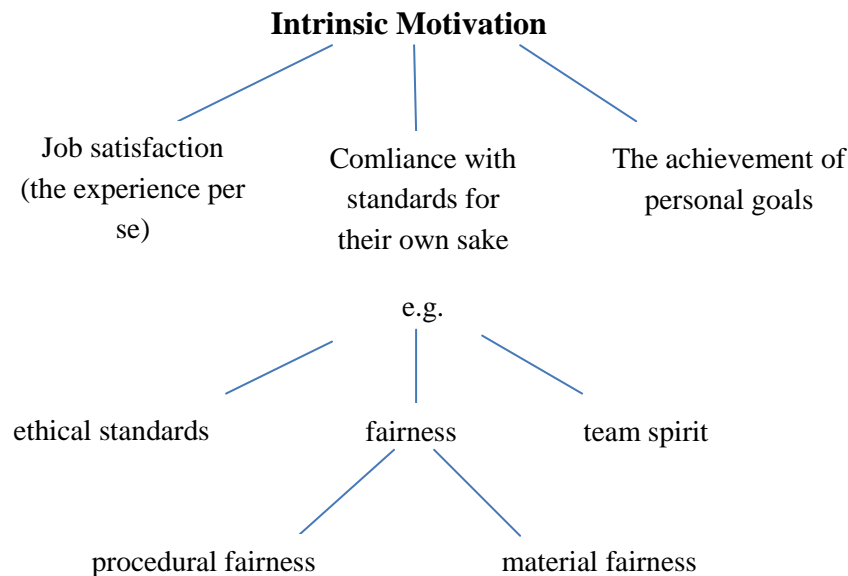 Intrinsic Motivation
Job satisfaction
(the experience per
se)
Comliance with
standards for
their own sake
The achievement of
personal goals
e.g.
ethical standards
fairness
team spirit
procedural fairness
material fairness